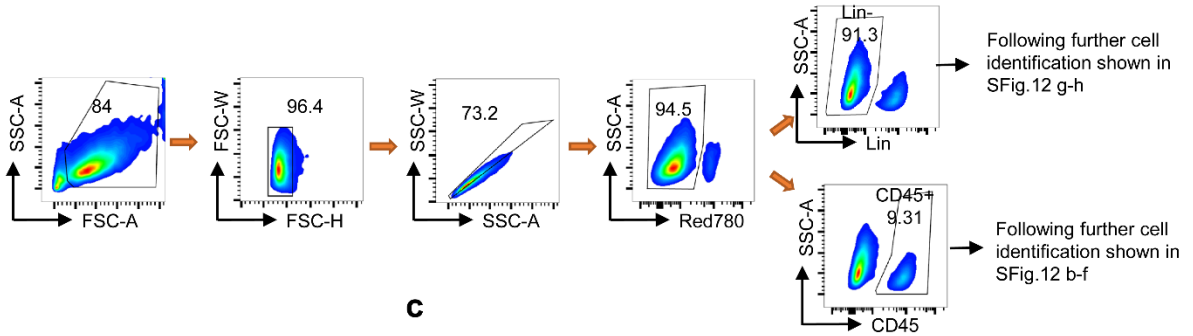 SSC-A
84
FSC-A
FSC-W
96.4
FSC-H
SSC-W
73.2
SSC-A
SSC-A
94.5
Red780
SSC-A
Lin-
91.3
Lin
Following further cell
identification shown in
SFig.12 g-h
SSC-A
CD45+
9.31
CD45
Following further cell
identification shown in
SFig.12 b-f
C